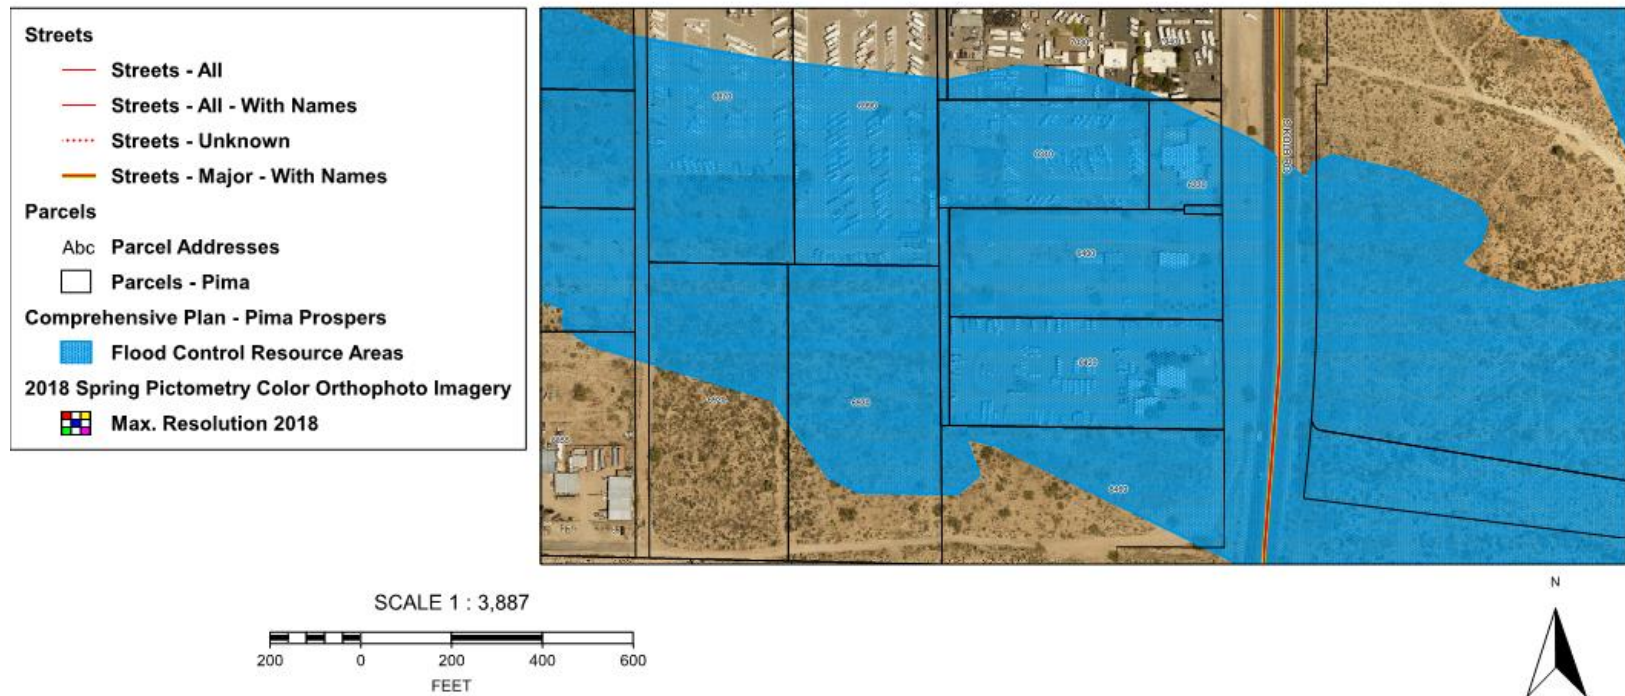 Streets
Streets - All
Streets - All - With Names
Streets - Unknown
Streets - Major - With Names
Parcels
Abc Parcel Addresses
Parcels - Pima
Comprehensive Plan - Pima Prospers
Flood Control Resource Areas
2018 Spring Pictometry Color Orthophoto Imagery
Max. Resolution 2018
SCALE 1 : 3,887
200 0 200 400 600
FEET
N